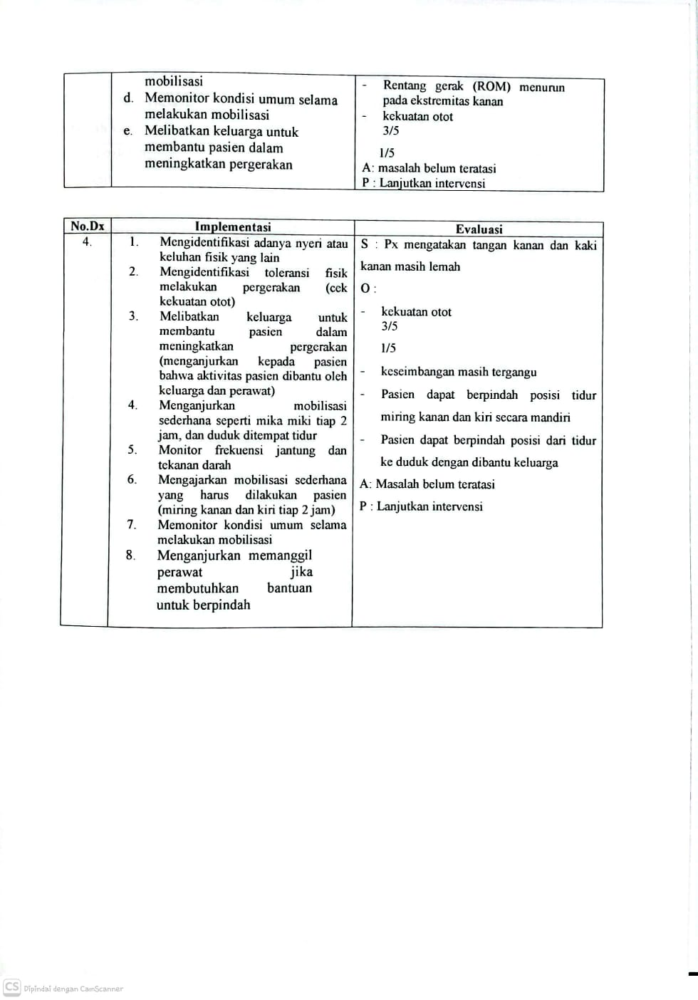 mobilisasi
d. Memonitor kondisi umum selama
melakukan mobilisasi
e. Melibatkan keluarga untuk
membantu pasien dalam
meningkatkan pergerakan
- Rentang gerak (ROM) menurun
pada ekstremitas kanan
- kekuatan otot
3/5
1/5
A: masalah belum teratasi
P : Lanjutkan intervensi
No.Dx
Implementasi
Evaluasi
4.
1. Mengidentifikasi adanya nyeri atau
keluhan fisik yang lain
2. Mengidentifikasi toleransi fisik
melakukan pergerakan (cek
kekuatan otot)
3. Melibatkan keluarga untuk
membantu pasien dalam
meningkatkan pergerakan
(menganjurkan kepada pasien
bahwa aktivitas pasien dibantu oleh
keluarga dan perawat)
4. Menganjurkan mobilisasi
sederhana seperti mika miki tiap 2
jam, dan duduk ditempat tidur
5. Monitor frekuensi jantung dan
tekanan darah
6. Mengajarkan mobilisasi sederhana
yang harus dilakukan pasien
(miring kanan dan kiri tiap 2 jam)
7. Memonitor kondisi umum selama
melakukan mobilisasi
8. Menganjurkan memanggil
perawat jika
membutuhkan bantuan
untuk berpindah
S : Px mengatakan tangan kanan dan kaki
kanan masih lemah
O :
- kekuatan otot
3/5
1/5
- keseimbangan masih tergangu
- Pasien dapat berpindah posisi tidur
miring kanan dan kiri secara mandiri
- Pasien dapat berpindah posisi dari tidur
ke duduk dengan dibantu keluarga
A: Masalah belum teratasi
P : Lanjutkan intervensi
CS Dipindai dengan CamScanner